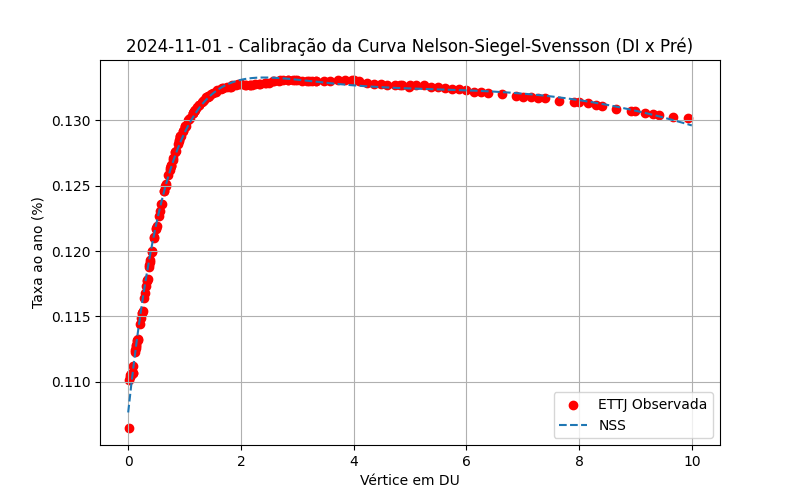 2024-11-01 - Calibração da Curva Nelson-Siegel-Svensson (DI x Pré)
Taxa ao ano (%)
0.130
0.125
0.120
0.115
0.110
ETTJ Observada
NSS
0 2 4 6 8 10
Vértice em DU